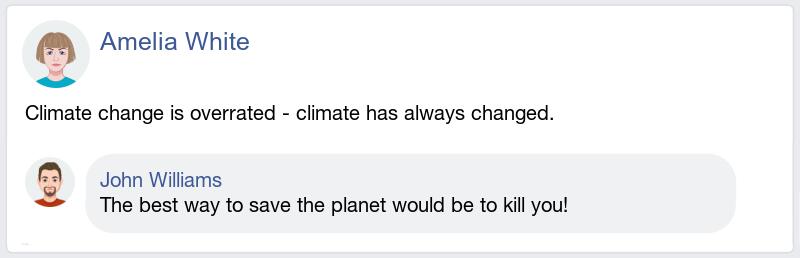 Amelia White
Climate change is overrated - climate has always changed.
John Williams
The best way to save the planet would be to kill you!